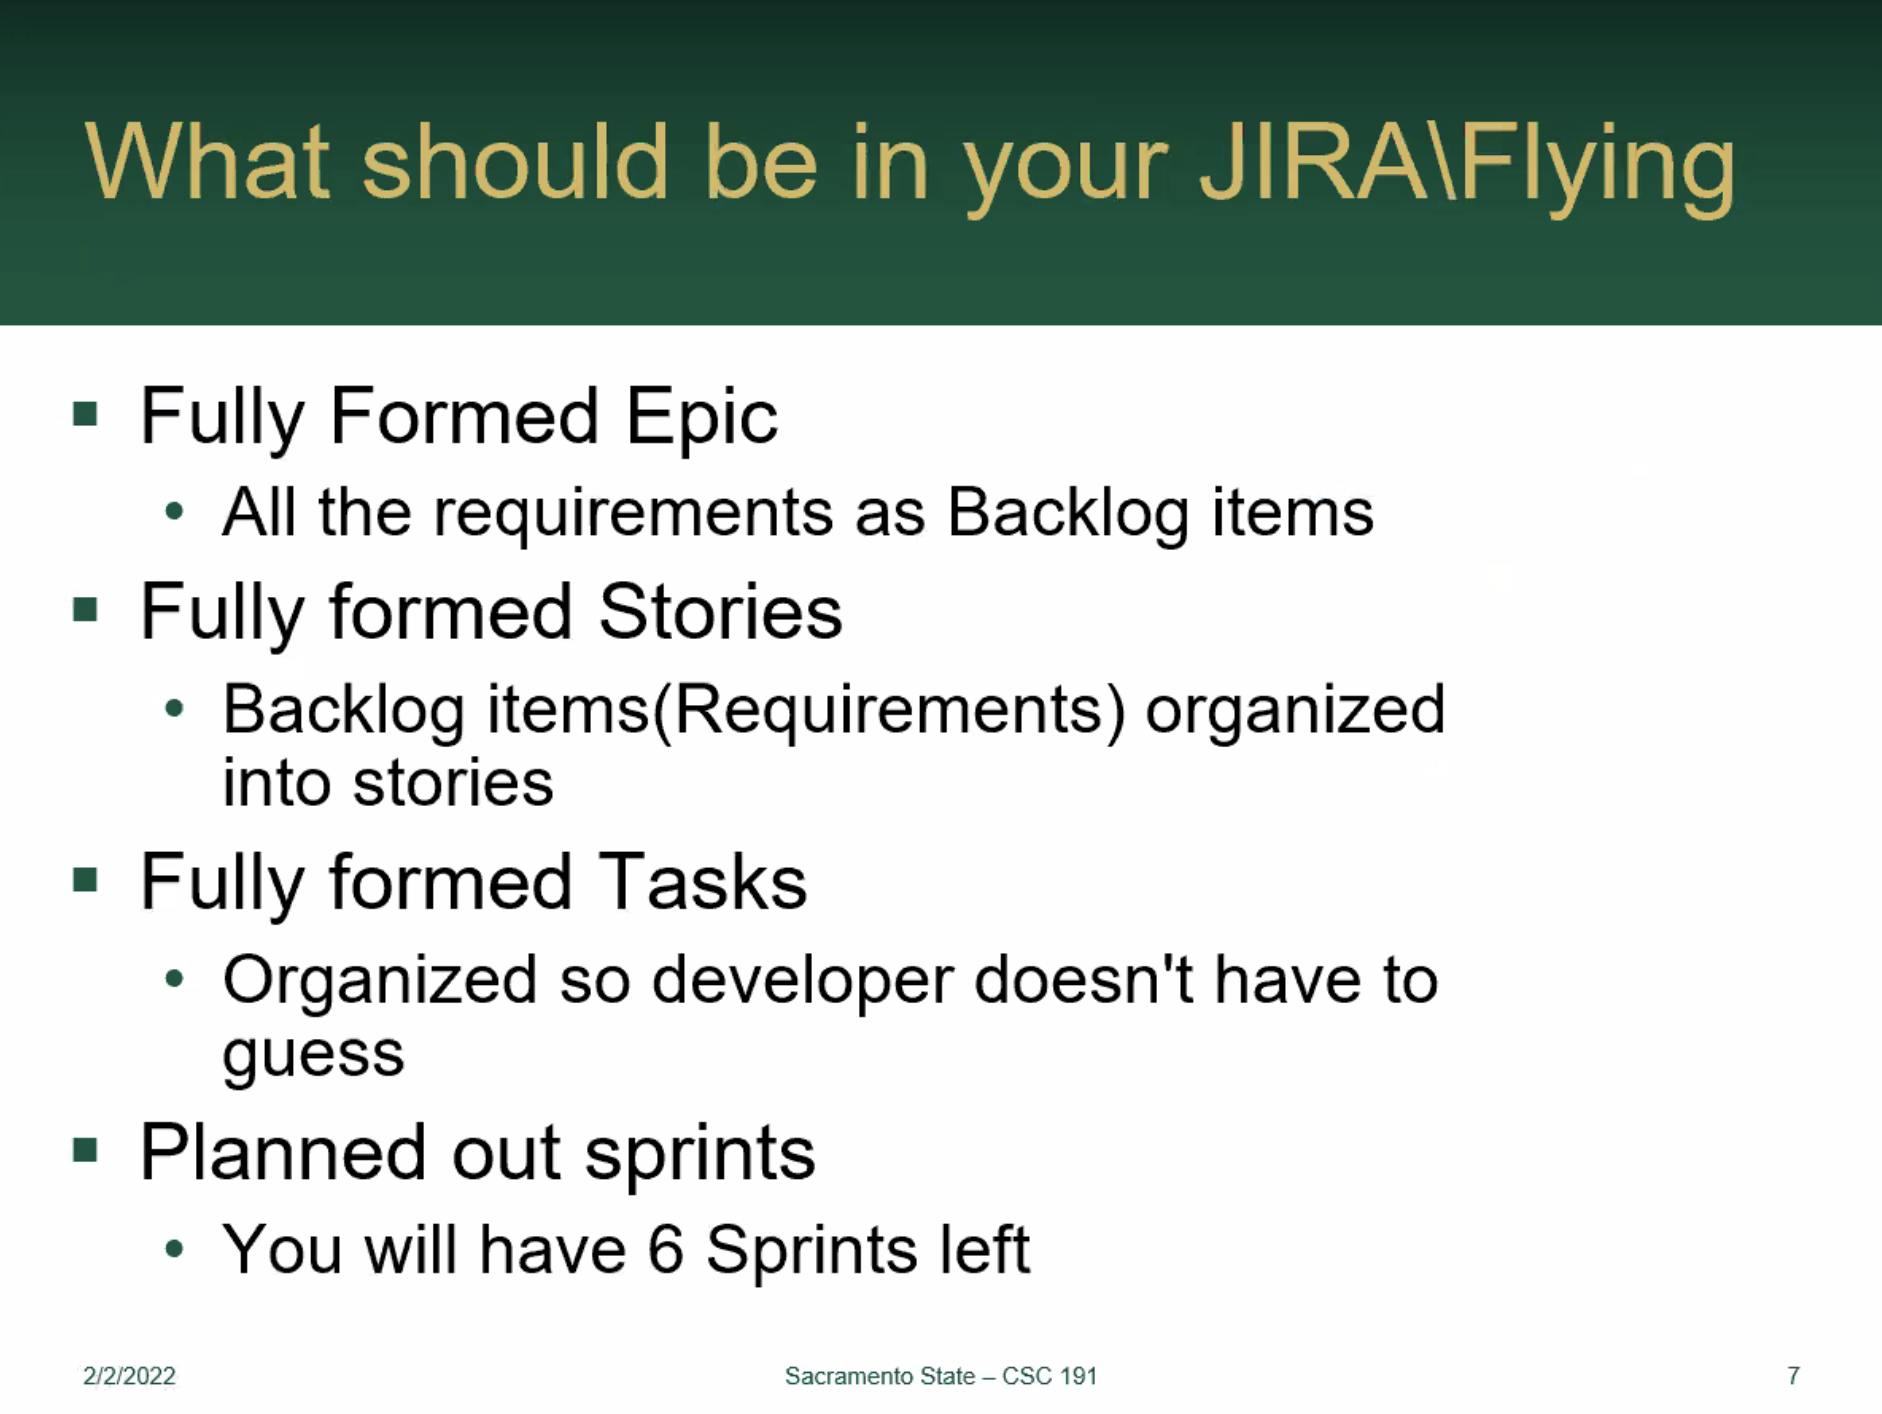 What should be in your JIRA\Flying
▪ Fully Formed Epic
• All the requirements as Backlog items
▪ Fully formed Stories
• Backlog items(Requirements) organized
into stories
▪ Fully formed Tasks
• Organized so developer doesn't have to
guess
▪ Planned out sprints
• You will have 6 Sprints left
2/2/2022
Sacramento State – CSC 191
7